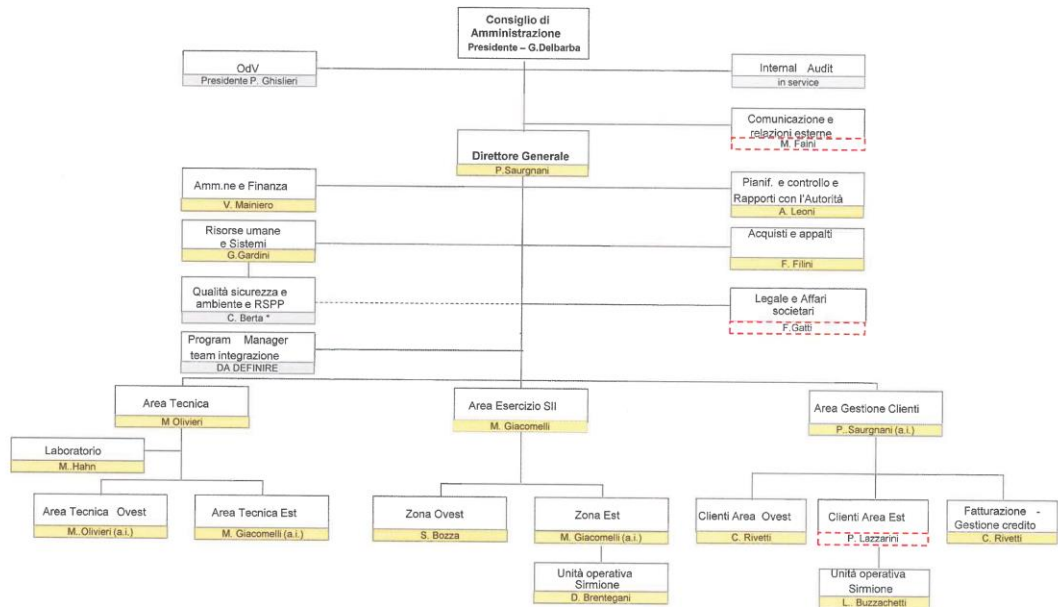 Consiglio di
Amministrazione
Presidente – G.Delbarba
OdV
Presidente P. Ghislieri
Internal Audit
in service
Comunicazione e
relazioni esterne
M. Faini
Direttore Generale
P.Saurgnani
Amm.ne e Finanza
V. Mainiero
Pianif. e controllo e
Rapporti con l'Autorità
A. Leoni
Risorse umane
e Sistemi
G.Gardini
Acquisti e appalti
F. Filini
Qualità sicurezza e
ambiente e RSPP
C. Berta *
Legale e Affari
societari
F.Gatti
Program Manager
team integrazione
DA DEFINIRE
Area Tecnica
M Olivieri
Area Esercizio SII
M. Giacomelli
Area Gestione Clienti
P..Saurgnani (a.i.)
Laboratorio
M..Hahn
Area Tecnica Ovest
M..Olivieri (a.i.)
Area Tecnica Est
M. Giacomelli (a.i.)
Zona Ovest
S. Bozza
Zona Est
M. Giacomelli (a.i.)
Clienti Area Ovest
C. Rivetti
Clienti Area Est
P. Lazzarini
Fatturazione -
Gestione credito
C. Rivetti
Unità operativa
Sirmione
D. Brentegani
Unità operativa
Sirmione
L.. Buzzachetti